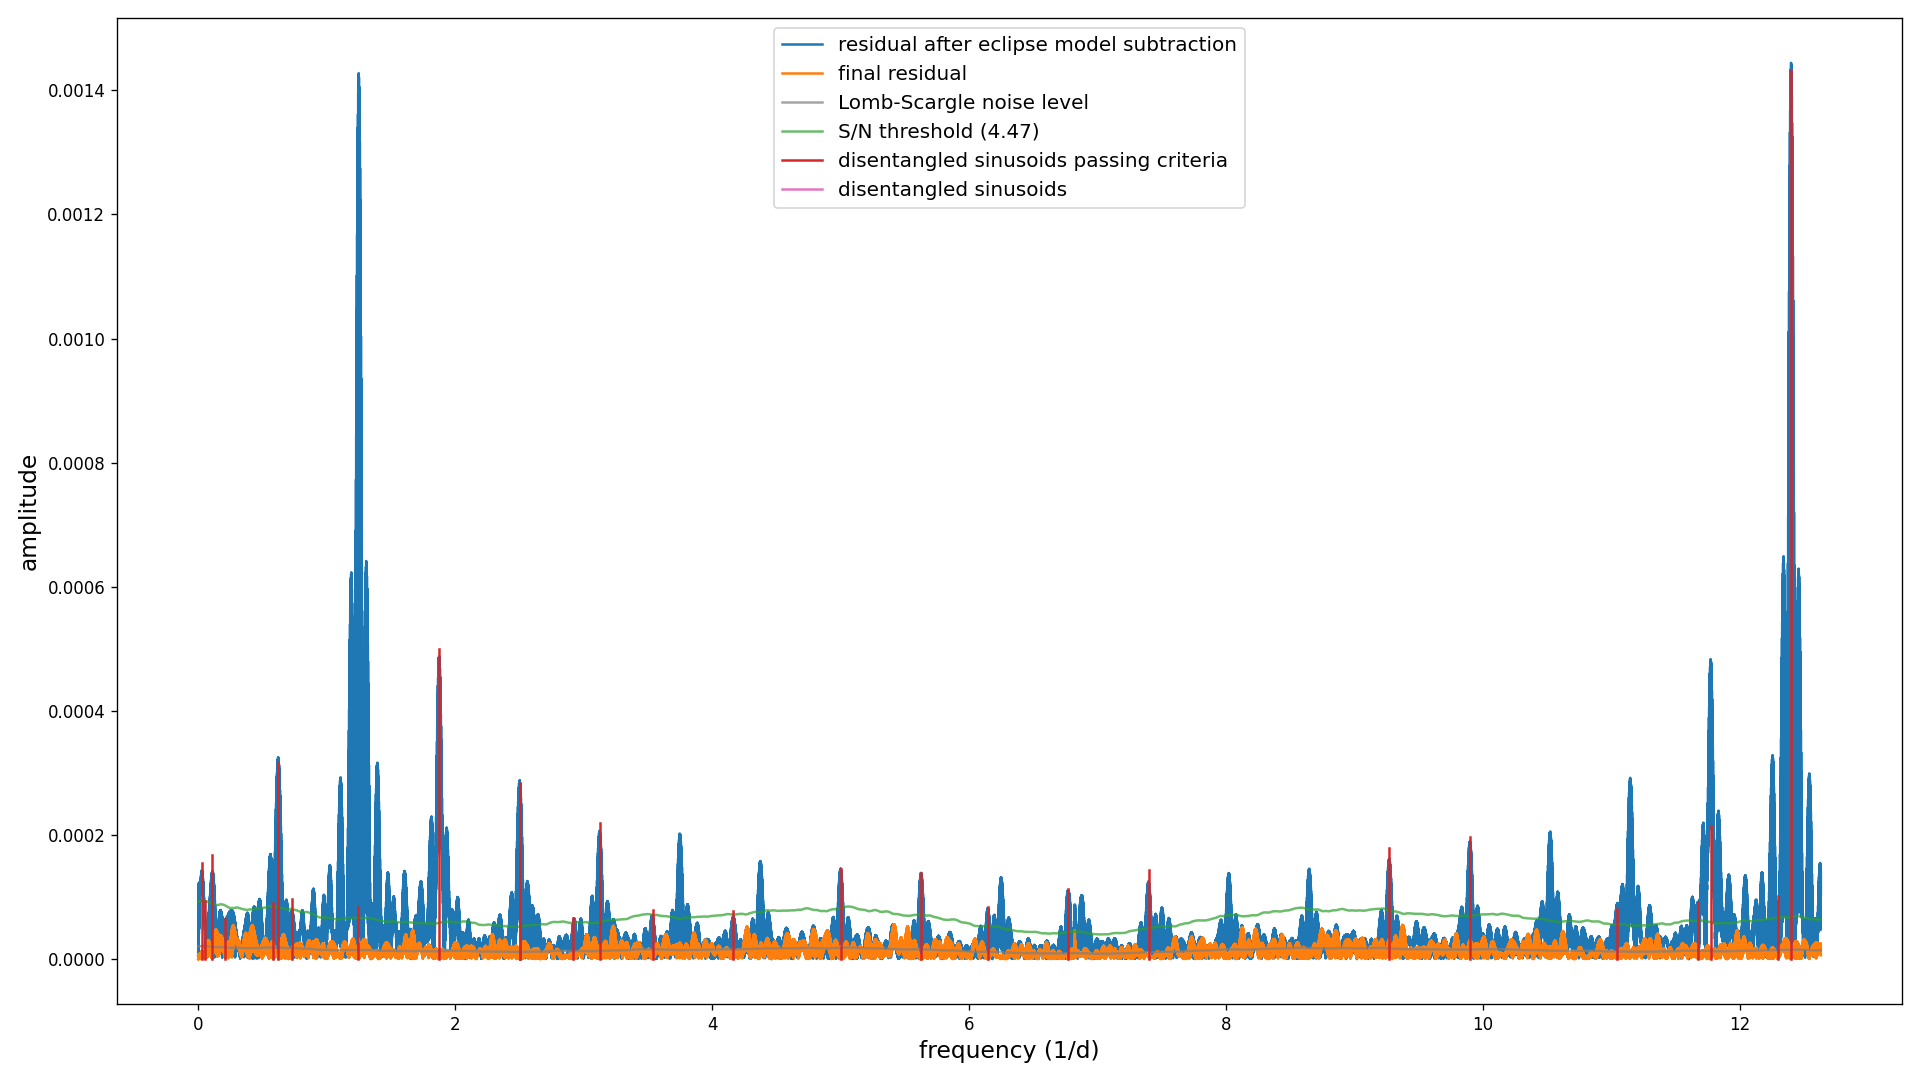 residual after eclipse model subtraction
final residual
Lomb-Scargle noise level
S/N threshold (4.47)
disentangled sinusoids passing criteria
disentangled sinusoids
amplitude
0.0014
0.0012
0.0010
0.0008
0.0006
0.0004
0.0002
0.0000
0 2 4 6 8 10 12
frequency (1/d)